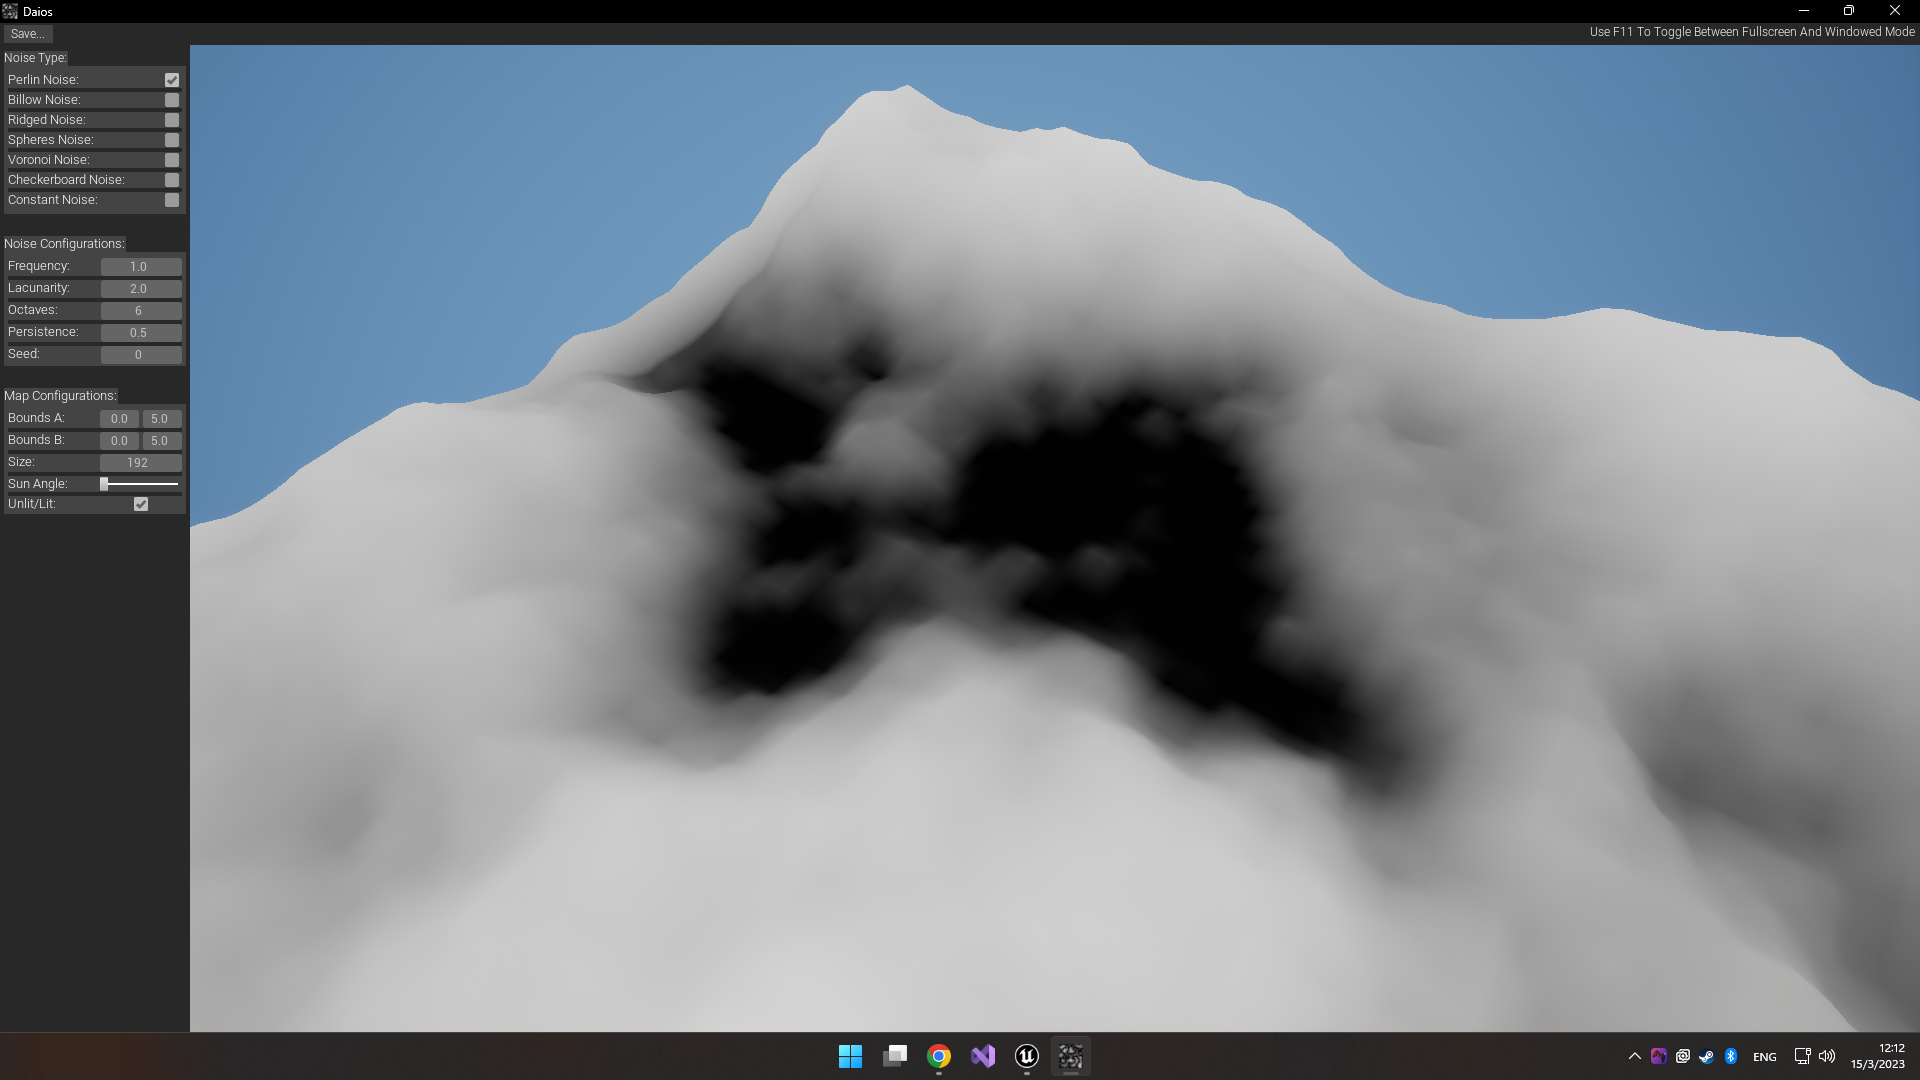 Daios
Save...
Use F11 To Toggle Between Fullscreen And Windowed Mode
Noise Type:
Perlin Noise:
Billow Noise:
Ridged Noise:
Spheres Noise:
Voronoi Noise:
Checkerboard Noise:
Constant Noise:
Noise Configurations:
Frequency: 1.0
Lacunarity: 2.0
Octaves: 6
Persistence: 0.5
Seed: 0
Map Configurations:
Bounds A: 0.0 5.0
Bounds B: 0.0 5.0
Size: 192
Sun Angle:
Unlit/Lit:
ENG
12:12
15/3/2023